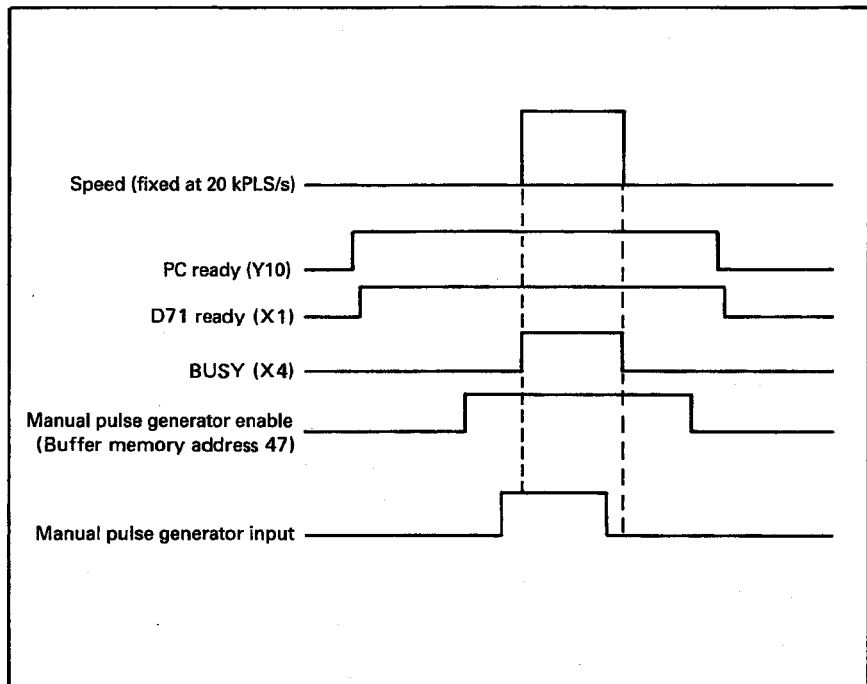 Speed (fixed at 20 kPLS/s)
PC ready (Y10)
D71 ready (X1)
BUSY (X4)
Manual pulse generator enable
(Buffer memory address 47)
Manual pulse generator input